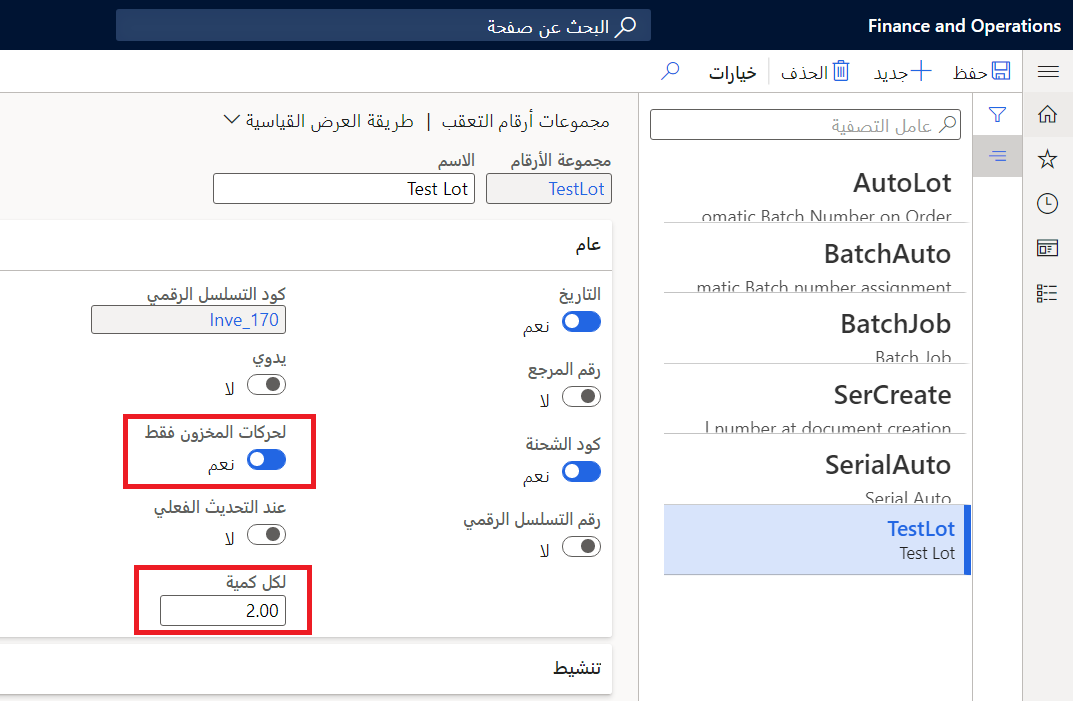 Finance and Operations
البحث عن صفحة
حفظ
جديد
الحذف
خيارات
عامل التصفية
AutoLot
omatic Batch Number on Order
BatchAuto
matic Batch number assignment
BatchJob
Batch Job
SerCreate
l number at document creation
SerialAuto
Serial Auto
TestLot
Test Lot
مجموعات أرقام التعقب | طريقة العرض القياسية
مجموعة الأرقام
TestLot
الاسم
Test Lot
عام
التاريخ
نعم
رقم المرجع
لا
كود الشحنة
نعم
رقم التسلسل الرقمي
لا
كود التسلسل الرقمي
Inve_170
يدوي
لا
لحركات المخزون فقط
نعم
عند التحديث الفعلي
لا
لكل كمية
2.00
تنشيط